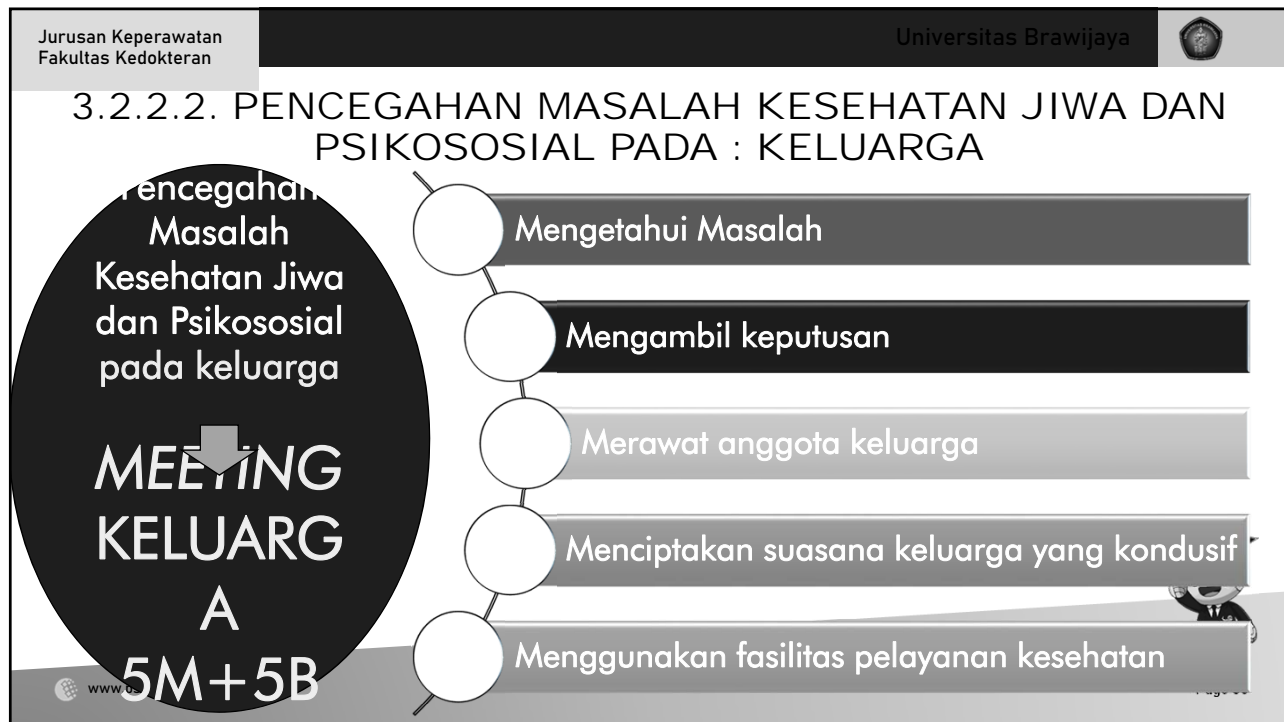 Jurusan Keperawatan
Fakultas Kedokteran
Universitas Brawijaya
3.2.2.2. PENCEGAHAN MASALAH KESEHATAN JIWA DAN
PSIKOSOSIAL PADA : KELUARGA
Pencegahan
Masalah
Kesehatan Jiwa
dan Psikososial
pada keluarga
MEETING
KELUARG
A
5M+5B
Mengetahui Masalah
Mengambil keputusan
Merawat anggota keluarga
Menciptakan suasana keluarga yang kondusif
Menggunakan fasilitas pelayanan kesehatan